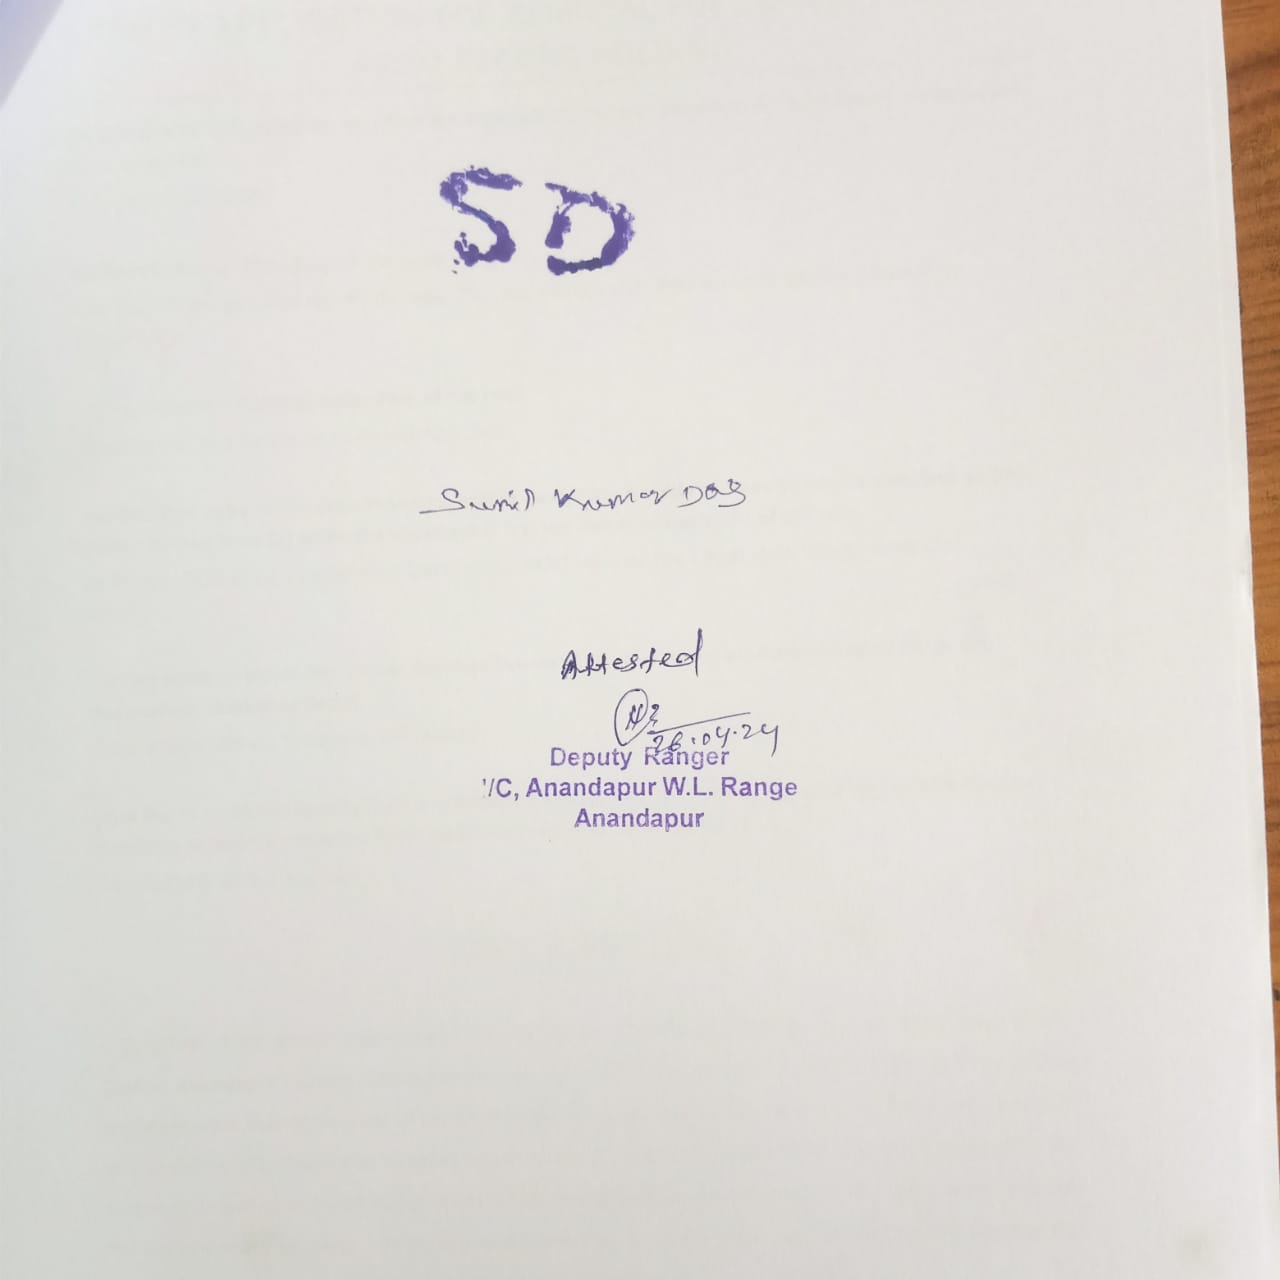 SD
Sunil Kumar Das
Attested
26.04.24
Deputy Ranger
I/C, Anandapur W.L. Range
Anandapur